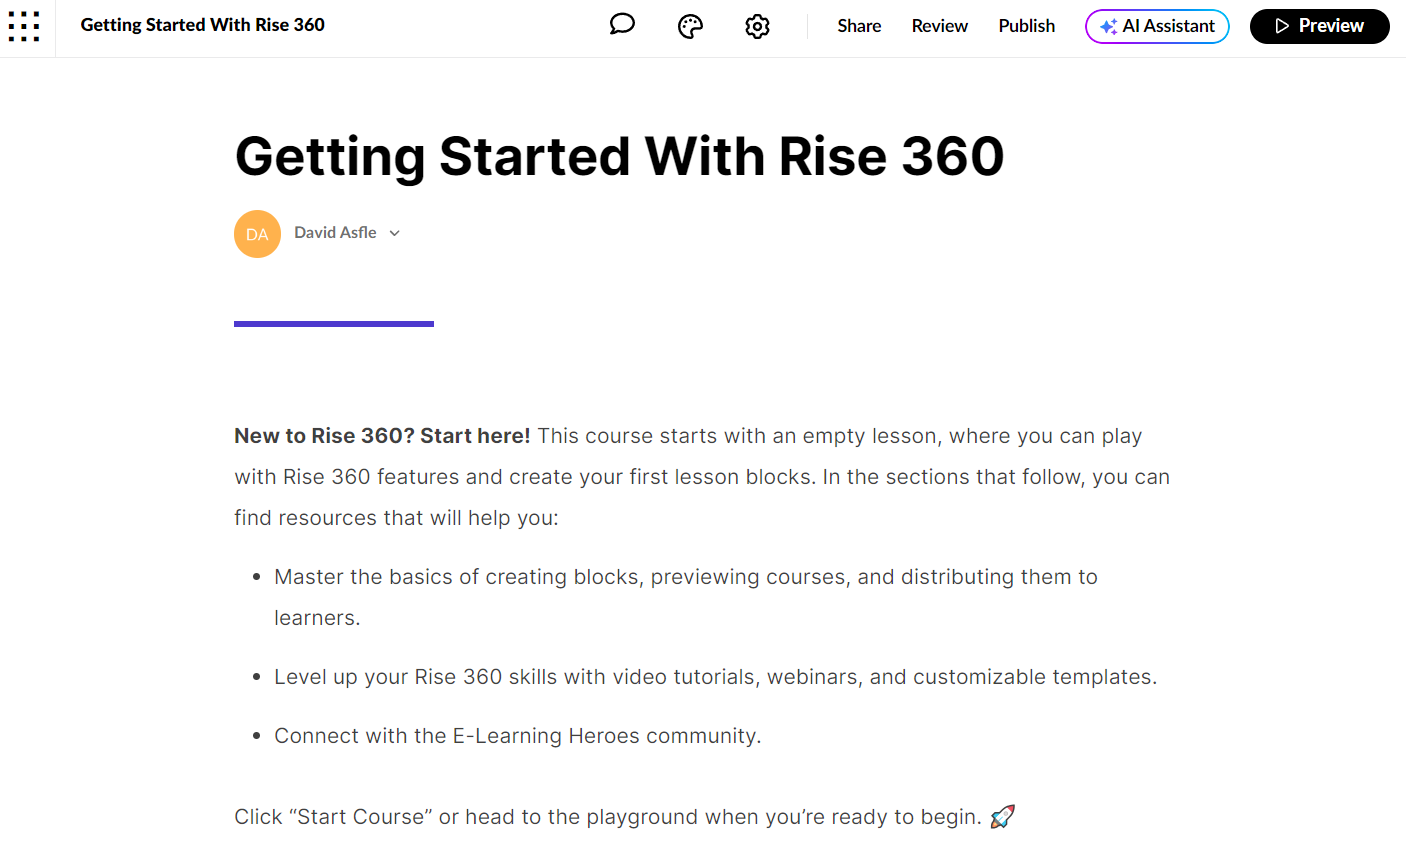 Getting Started With Rise 360
Share
Review
Publish
AI Assistant
Preview
Getting Started With Rise 360
DA
David Asfle
New to Rise 360? Start here! This course starts with an empty lesson, where you can play
with Rise 360 features and create your first lesson blocks. In the sections that follow, you can
find resources that will help you:
• Master the basics of creating blocks, previewing courses, and distributing them to
learners.
• Level up your Rise 360 skills with video tutorials, webinars, and customizable templates.
• Connect with the E-Learning Heroes community.
Click “Start Course” or head to the playground when you’re ready to begin. 🚀